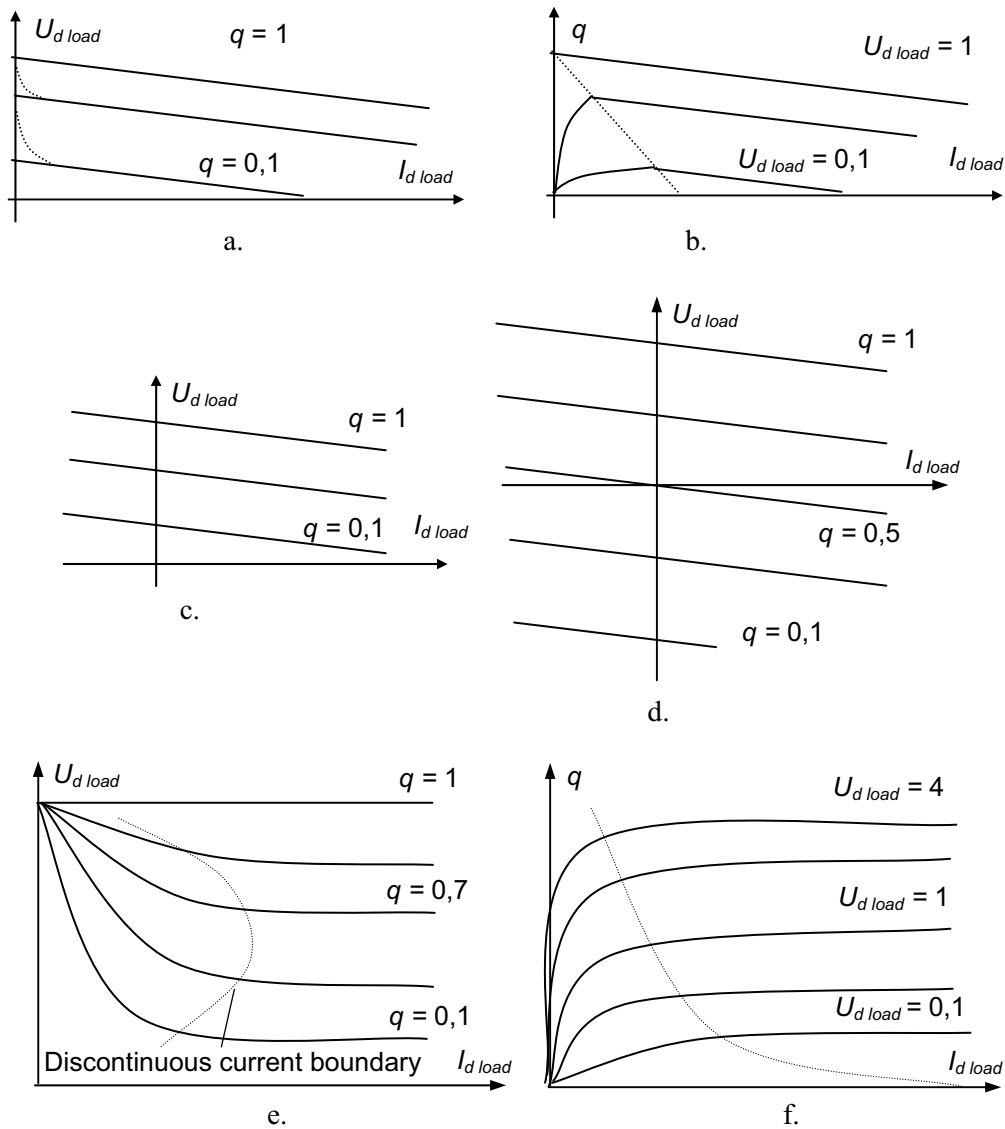 U_d load
q = 1
q = 0,1
I_d load
a.
q
U_d load = 1
U_d load = 0,1
I_d load
b.
U_d load
q = 1
q = 0,1
I_d load
c.
U_d load
q = 1
I_d load
q = 0,5
q = 0,1
d.
U_d load
q = 1
q = 0,7
q = 0,1
Discontinuous current boundary
I_d load
e.
q
U_d load = 4
U_d load = 1
U_d load = 0,1
I_d load
f.